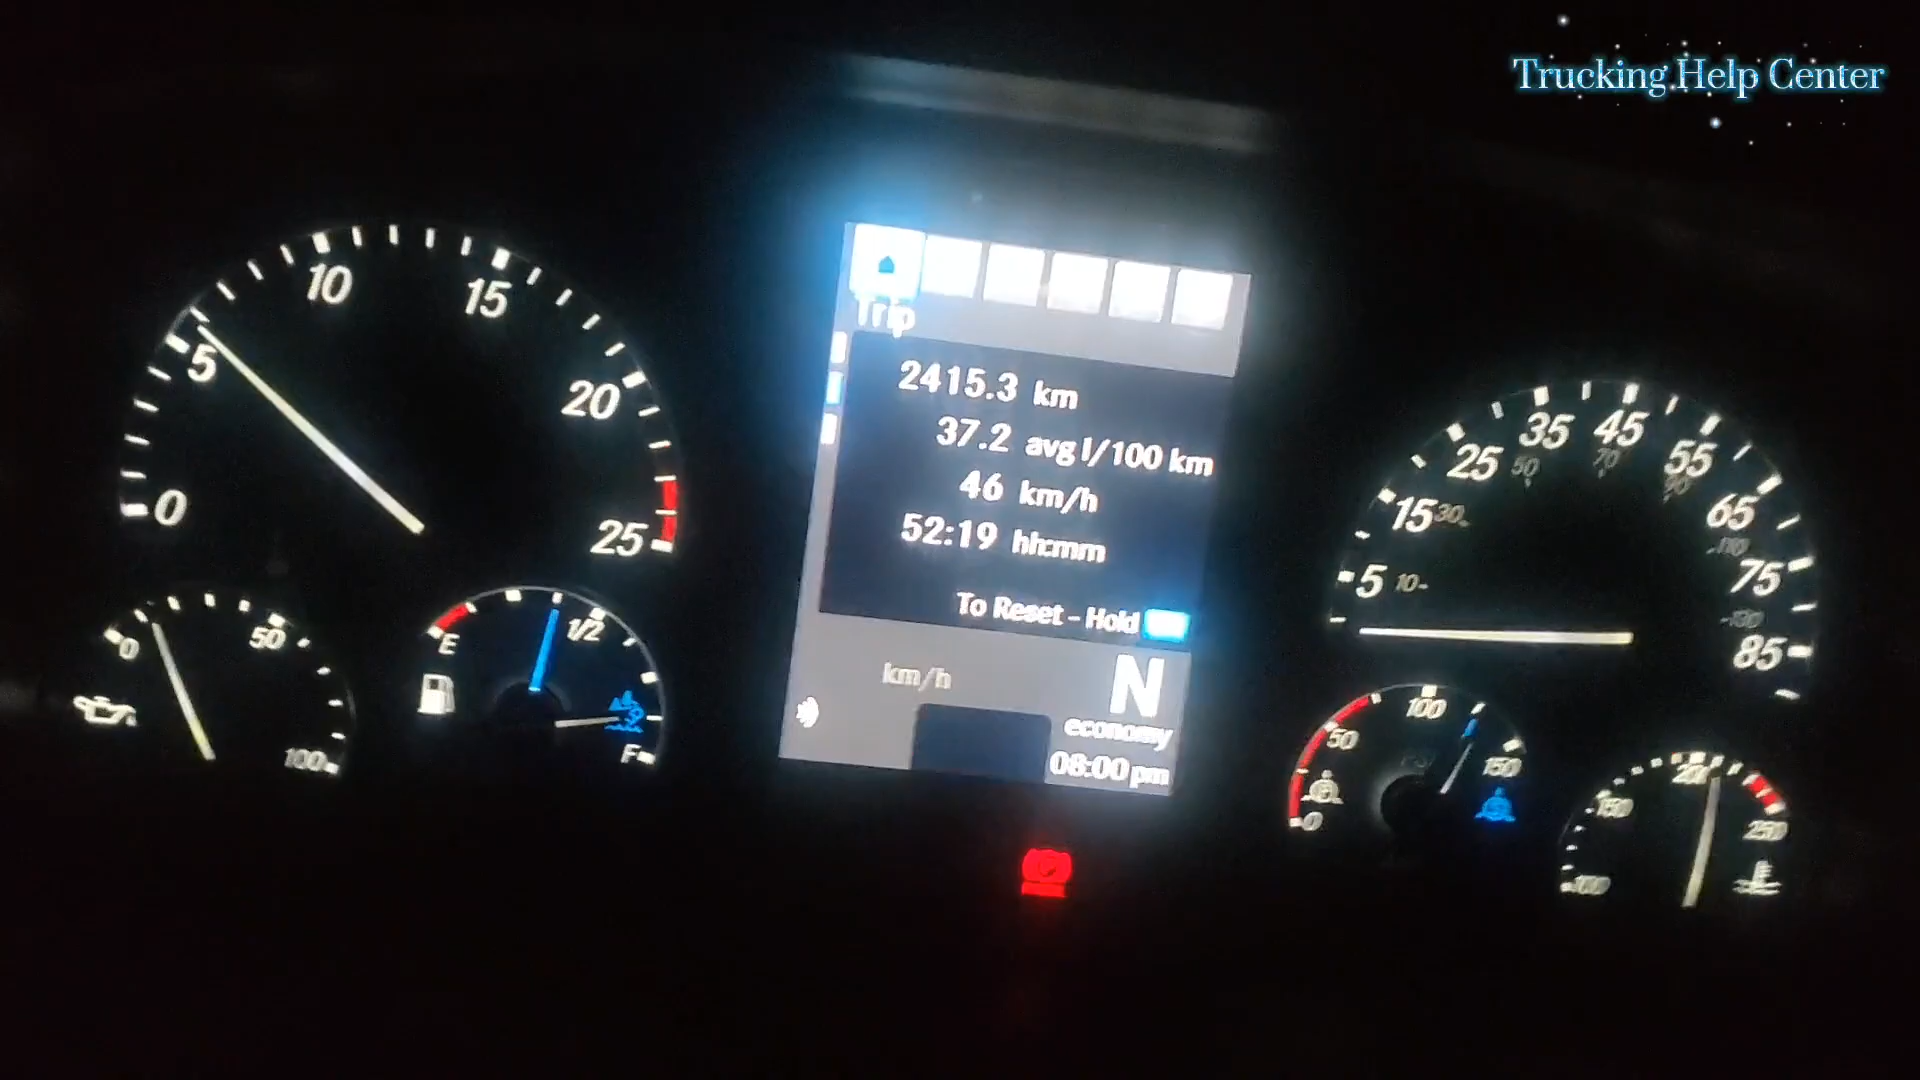 Trucking Help Center
0
5
10
15
20
25
Trip
2415.3 km
37.2 avg l/100 km
46 km/h
52:19 hh:mm
To Reset - Hold
km/h
N
economy
08:00 pm
5
15
25
35
45
55
65
75
85
10
30
50
70
90
110
130
0
50
100
E
1/2
F
0
50
100
150
100
150
200
250